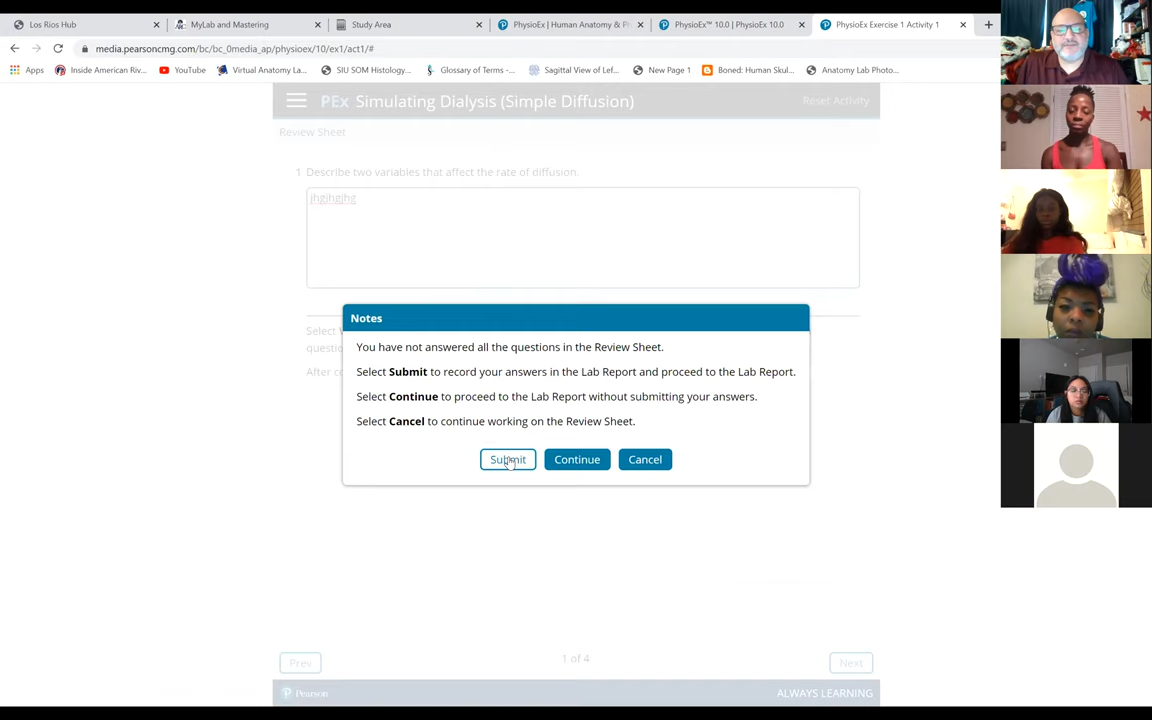 Los Rios Hub
MyLab and Mastering
Study Area
PhysioEx | Human Anatomy & P
PhysioEx™ 10.0 | PhysioEx 10.0
PhysioEx Exercise 1 Activity 1
media.pearsoncmg.com/bc/bc_0media_ap/physioex/10/ex1/act1/#
Apps
Inside American Riv...
YouTube
Virtual Anatomy La...
SIU SOM Histology...
Glossary of Terms -...
Sagittal View of Lef...
New Page 1
Boned: Human Skul...
Anatomy Lab Photo...
PEx Simulating Dialysis (Simple Diffusion)
Reset Activity
Review Sheet
1 Describe two variables that affect the rate of diffusion.
jhgjhgjhg
Select
questio
After co
Notes
You have not answered all the questions in the Review Sheet.
Select Submit to record your answers in the Lab Report and proceed to the Lab Report.
Select Continue to proceed to the Lab Report without submitting your answers.
Select Cancel to continue working on the Review Sheet.
Submit
Continue
Cancel
Prev
1 of 4
Next
Pearson
ALWAYS LEARNING